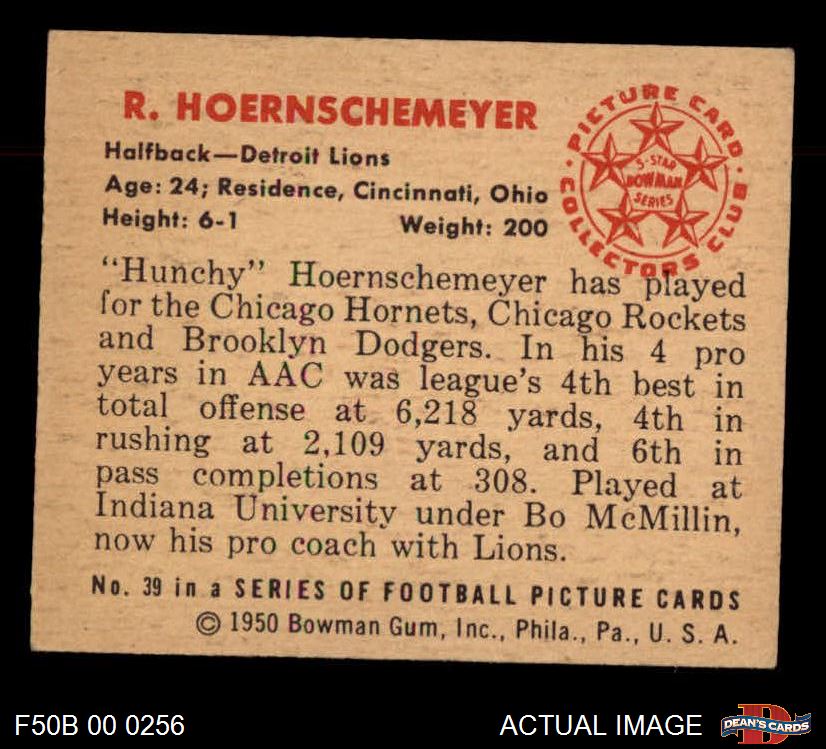 R. HOERNSCHEMEYER
Halfback—Detroit Lions
Age: 24; Residence, Cincinnati, Ohio
Height: 6-1 Weight: 200
PICTURE CARD
COLLECTORS CLUB
5-STAR
BOWMAN
SERIES
"Hunchy" Hoernschemeyer has played
for the Chicago Hornets, Chicago Rockets
and Brooklyn Dodgers. In his 4 pro
years in AAC was league's 4th best in
total offense at 6,218 yards, 4th in
rushing at 2,109 yards, and 6th in
pass completions at 308. Played at
Indiana University under Bo McMillin,
now his pro coach with Lions.
No. 39 in a SERIES OF FOOTBALL PICTURE CARDS
© 1950 Bowman Gum, Inc., Phila., Pa., U. S. A.
F50B 00 0256
ACTUAL IMAGE
DEAN'S CARDS